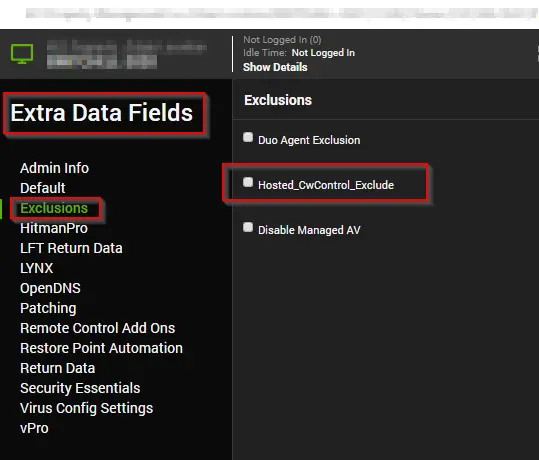 Not Logged In (0)
Idle Time: Not Logged In
Show Details
Extra Data Fields
Admin Info
Default
Exclusions
HitmanPro
LFT Return Data
LYNX
OpenDNS
Patching
Remote Control Add Ons
Restore Point Automation
Return Data
Security Essentials
Virus Config Settings
vPro
Exclusions
Duo Agent Exclusion
Hosted_CwControl_Exclude
Disable Managed AV